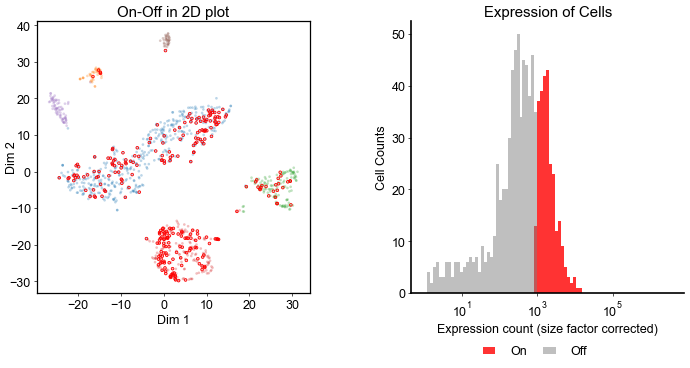 On-Off in 2D plot
Dim 2
40
30
20
10
0
−10
−20
−30
−20
−10
0
10
20
30
Dim 1
Expression of Cells
Cell Counts
50
40
30
20
10
0
10^1
10^3
10^5
Expression count (size factor corrected)
On
Off